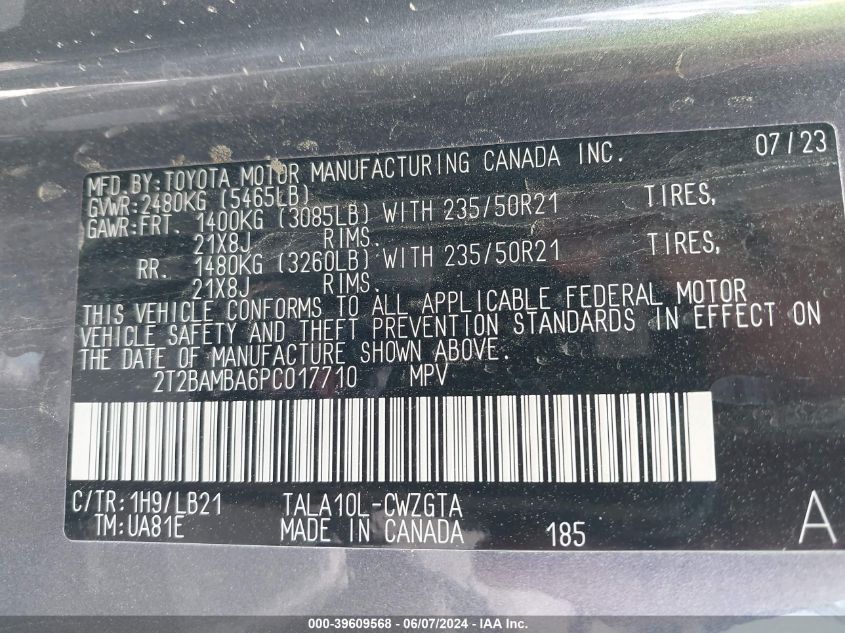 MFD.BY:TOYOTA MOTOR MANUFACTURING CANADA INC. 07/23
GVWR:2480KG (5465LB)
GAWR:FRT. 1400KG (3085LB) WITH 235/50R21 TIRES,
21X8J RIMS.
RR. 1480KG (3260LB) WITH 235/50R21 TIRES,
21X8J RIMS.
THIS VEHICLE CONFORMS TO ALL APPLICABLE FEDERAL MOTOR
VEHICLE SAFETY AND THEFT PREVENTION STANDARDS IN EFFECT ON
THE DATE OF MANUFACTURE SHOWN ABOVE.
2T2BAMBA6PC017710 MPV
C/TR:1H9/LB21 TALA10L-CWZGTA
TM:UA81E MADE IN CANADA 185 A
000-39609568 - 06/07/2024 - IAA Inc.